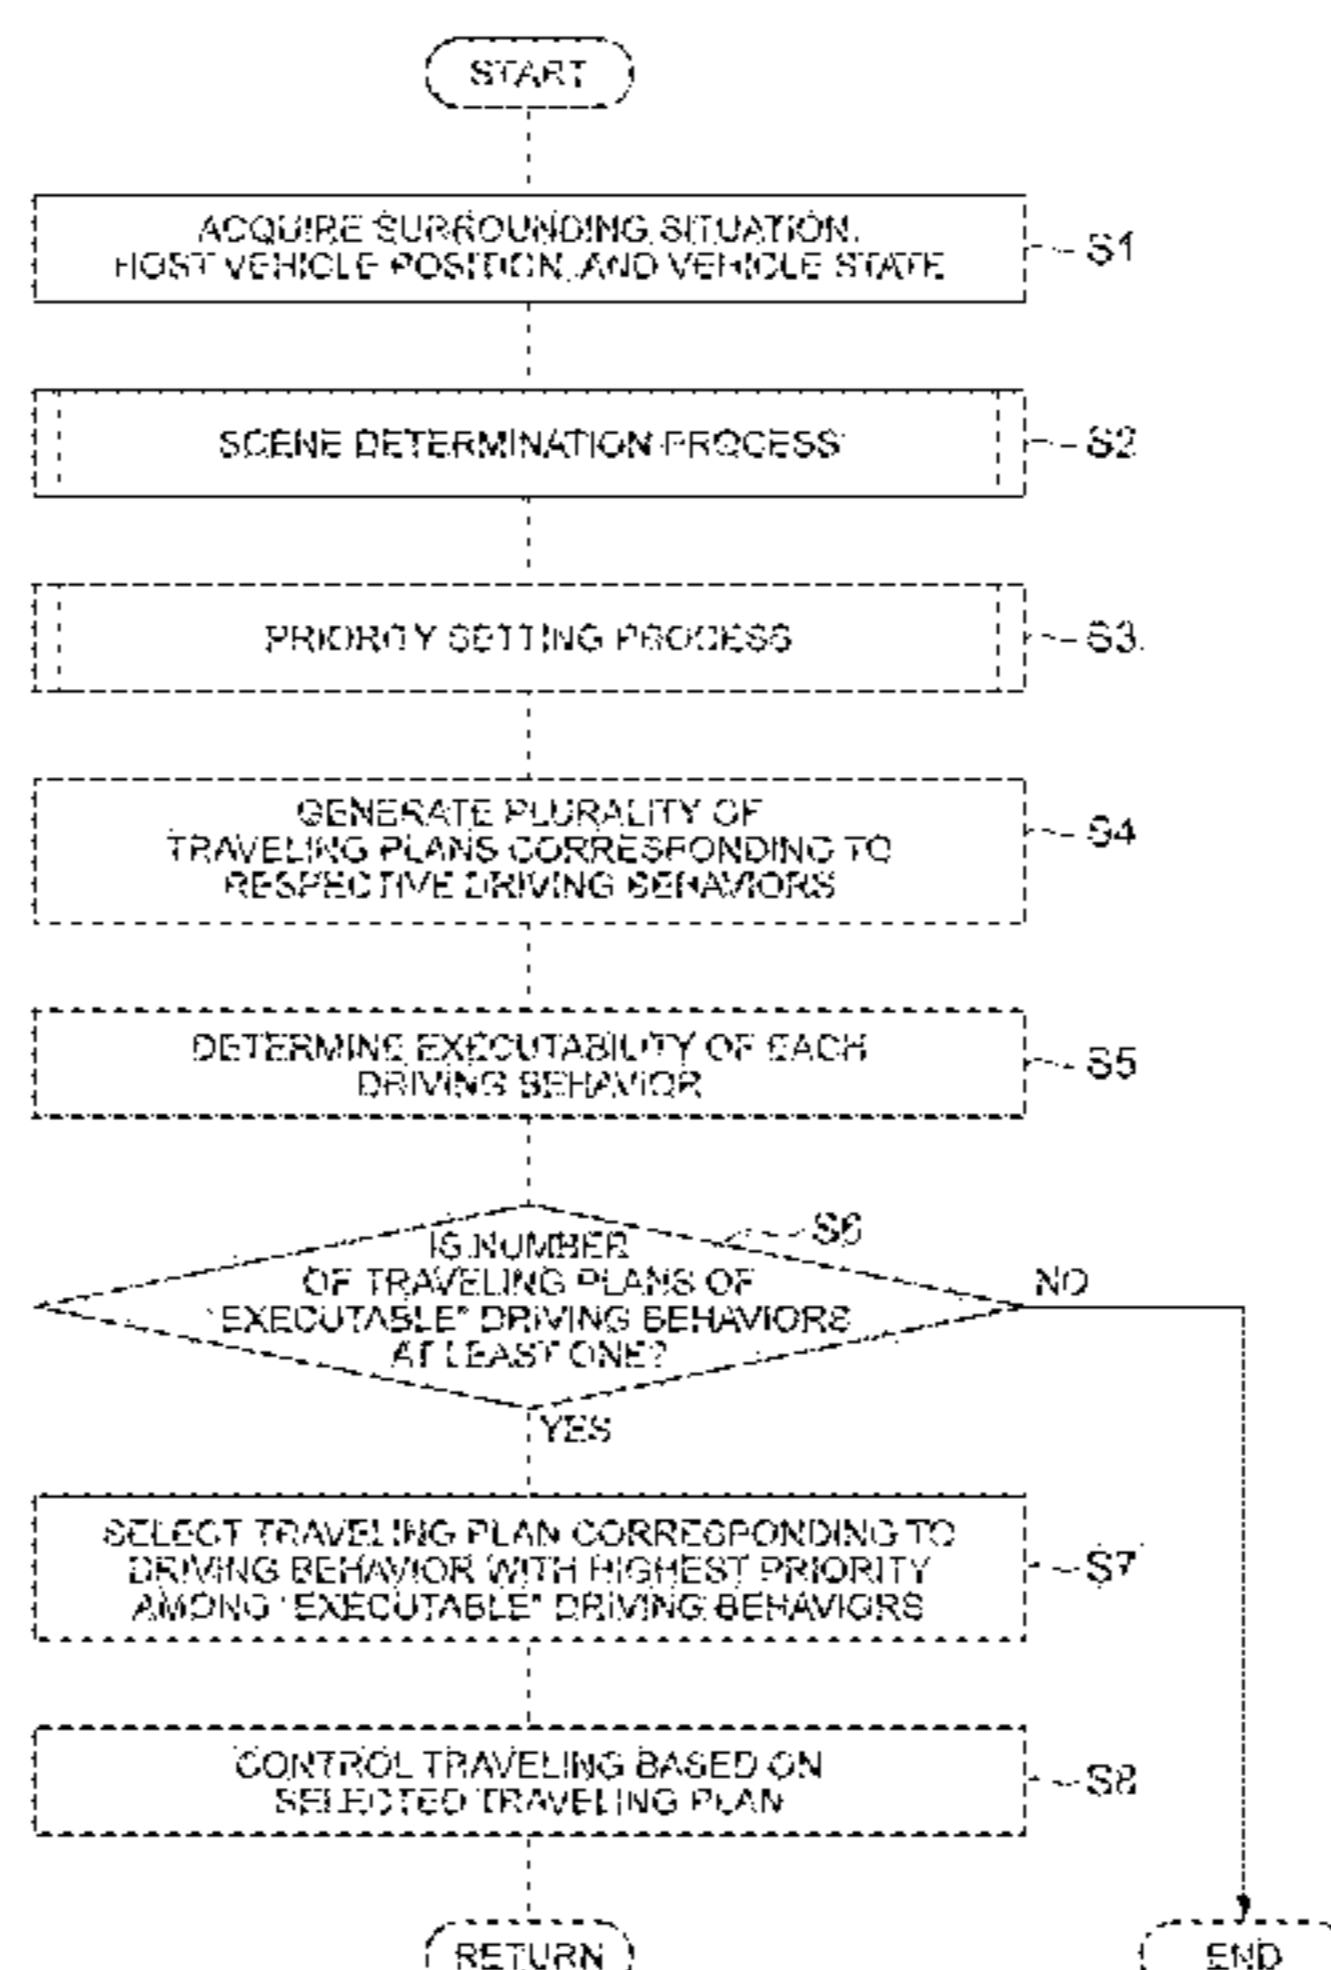 START
ACQUIRE SURROUNDING SITUATION,
HOST VEHICLE POSITION, AND VEHICLE STATE
S1
SCENE DETERMINATION PROCESS
S2
PRIORITY SETTING PROCESS
S3
GENERATE PLURALITY OF
TRAVELING PLANS CORRESPONDING TO
RESPECTIVE DRIVING BEHAVIORS
S4
DETERMINE EXECUTABILITY OF EACH
DRIVING BEHAVIOR
S5
S6
IS NUMBER
OF TRAVELING PLANS OF
"EXECUTABLE" DRIVING BEHAVIORS
AT LEAST ONE?
NO
YES
SELECT TRAVELING PLAN CORRESPONDING TO
DRIVING BEHAVIOR WITH HIGHEST PRIORITY
AMONG "EXECUTABLE" DRIVING BEHAVIORS
S7
CONTROL TRAVELING BASED ON
SELECTED TRAVELING PLAN
S8
RETURN
END